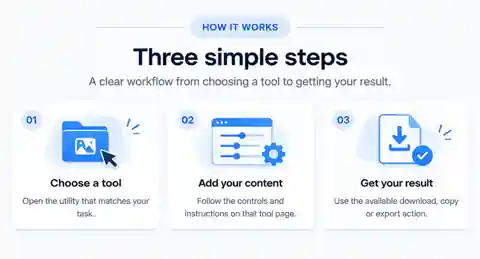 HOW IT WORKS
Three simple steps
A clear workflow from choosing a tool to getting your result.
01
Choose a tool
Open the utility that matches your
task..
02
Add your content
Follow the controls and
instructions on that tool page.
03
Get your result
Use the available download, copy
or export action.